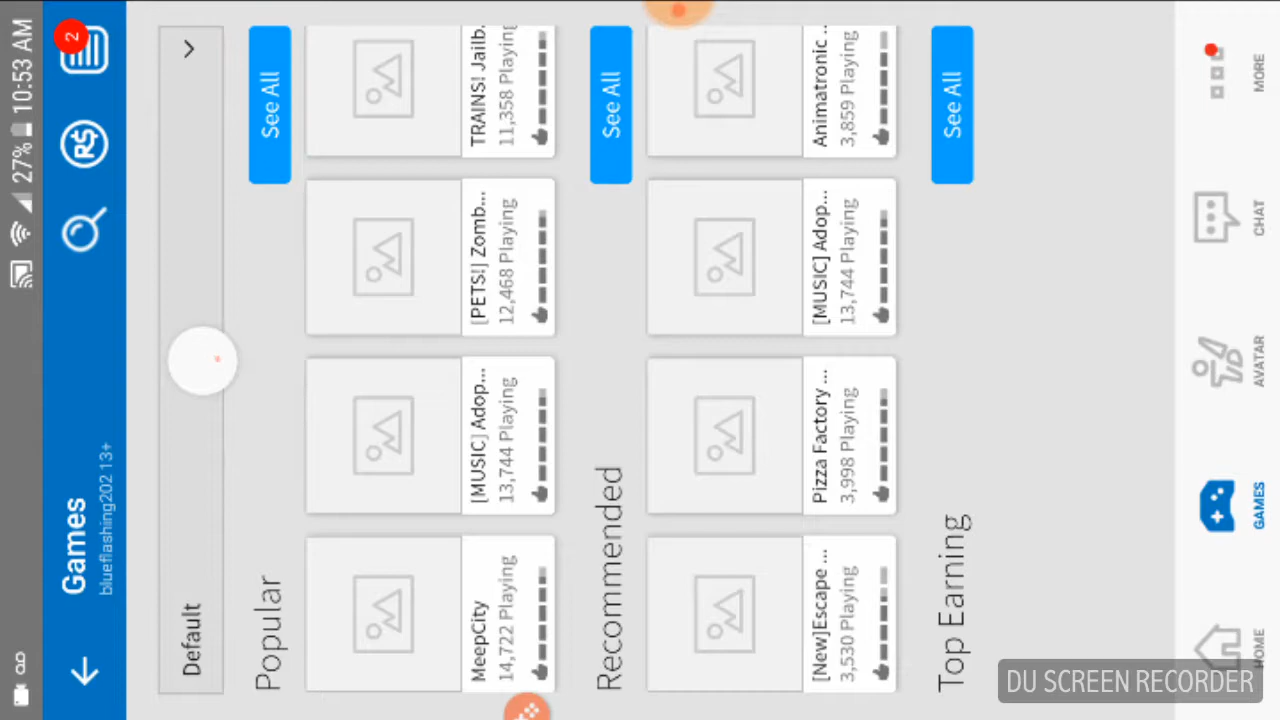 27% 10:53 AM
Games
blueflashing202 13+
R$
2
Default
Popular
See All
MeepCity
14,722 Playing
[MUSIC] Adop...
13,744 Playing
[PETS!] Zomb...
12,468 Playing
TRAINS! Jailb.
11,358 Playing
Recommended
See All
[New]Escape ...
3,530 Playing
Pizza Factory ...
3,998 Playing
[MUSIC] Adop...
13,744 Playing
Animatronic ...
3,859 Playing
Top Earning
See All
HOME
GAMES
AVATAR
CHAT
MORE
DU SCREEN RECORDER